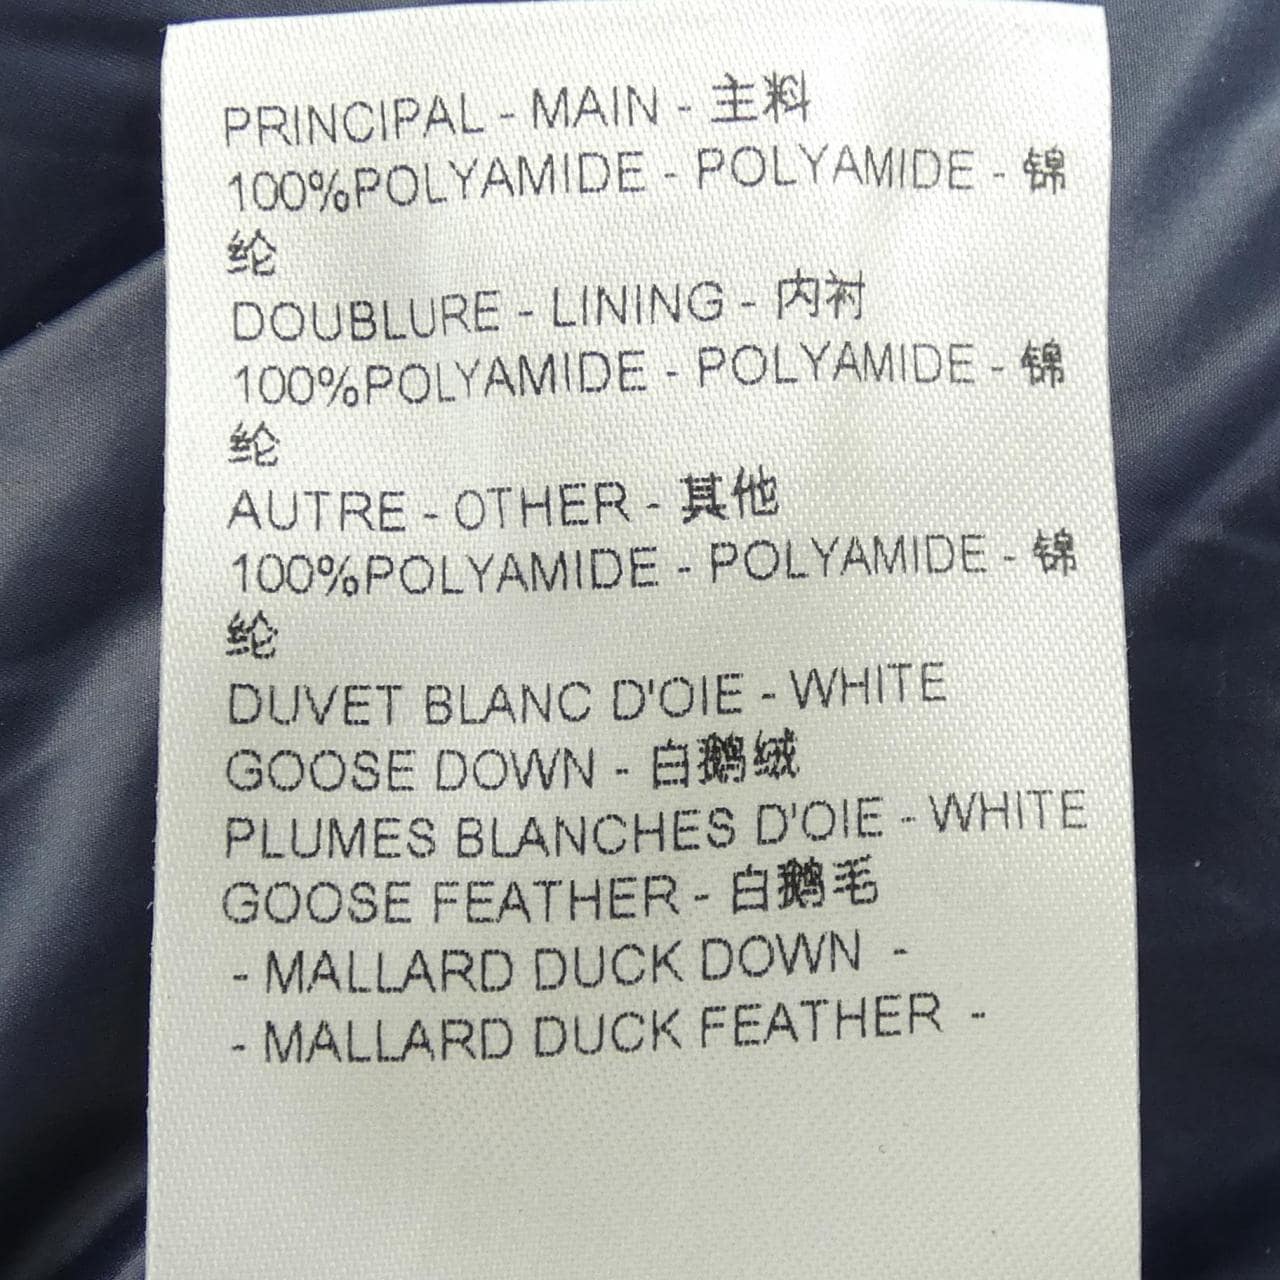 PRINCIPAL - MAIN - 主料
100%POLYAMIDE - POLYAMIDE - 锦
纶
DOUBLURE - LINING - 内衬
100%POLYAMIDE - POLYAMIDE - 锦
纶
AUTRE - OTHER - 其他
100%POLYAMIDE - POLYAMIDE - 锦
纶
DUVET BLANC D'OIE - WHITE
GOOSE DOWN - 白鹅绒
PLUMES BLANCHES D'OIE - WHITE
GOOSE FEATHER - 白鹅毛
- MALLARD DUCK DOWN -
- MALLARD DUCK FEATHER -